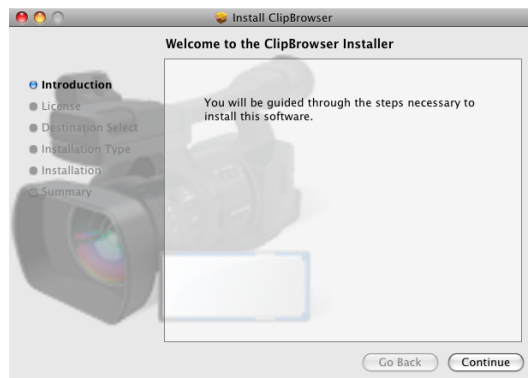 Install ClipBrowser
Welcome to the ClipBrowser Installer
Introduction
License
Destination Select
Installation Type
Installation
Summary
You will be guided through the steps necessary to
install this software.
Go Back
Continue